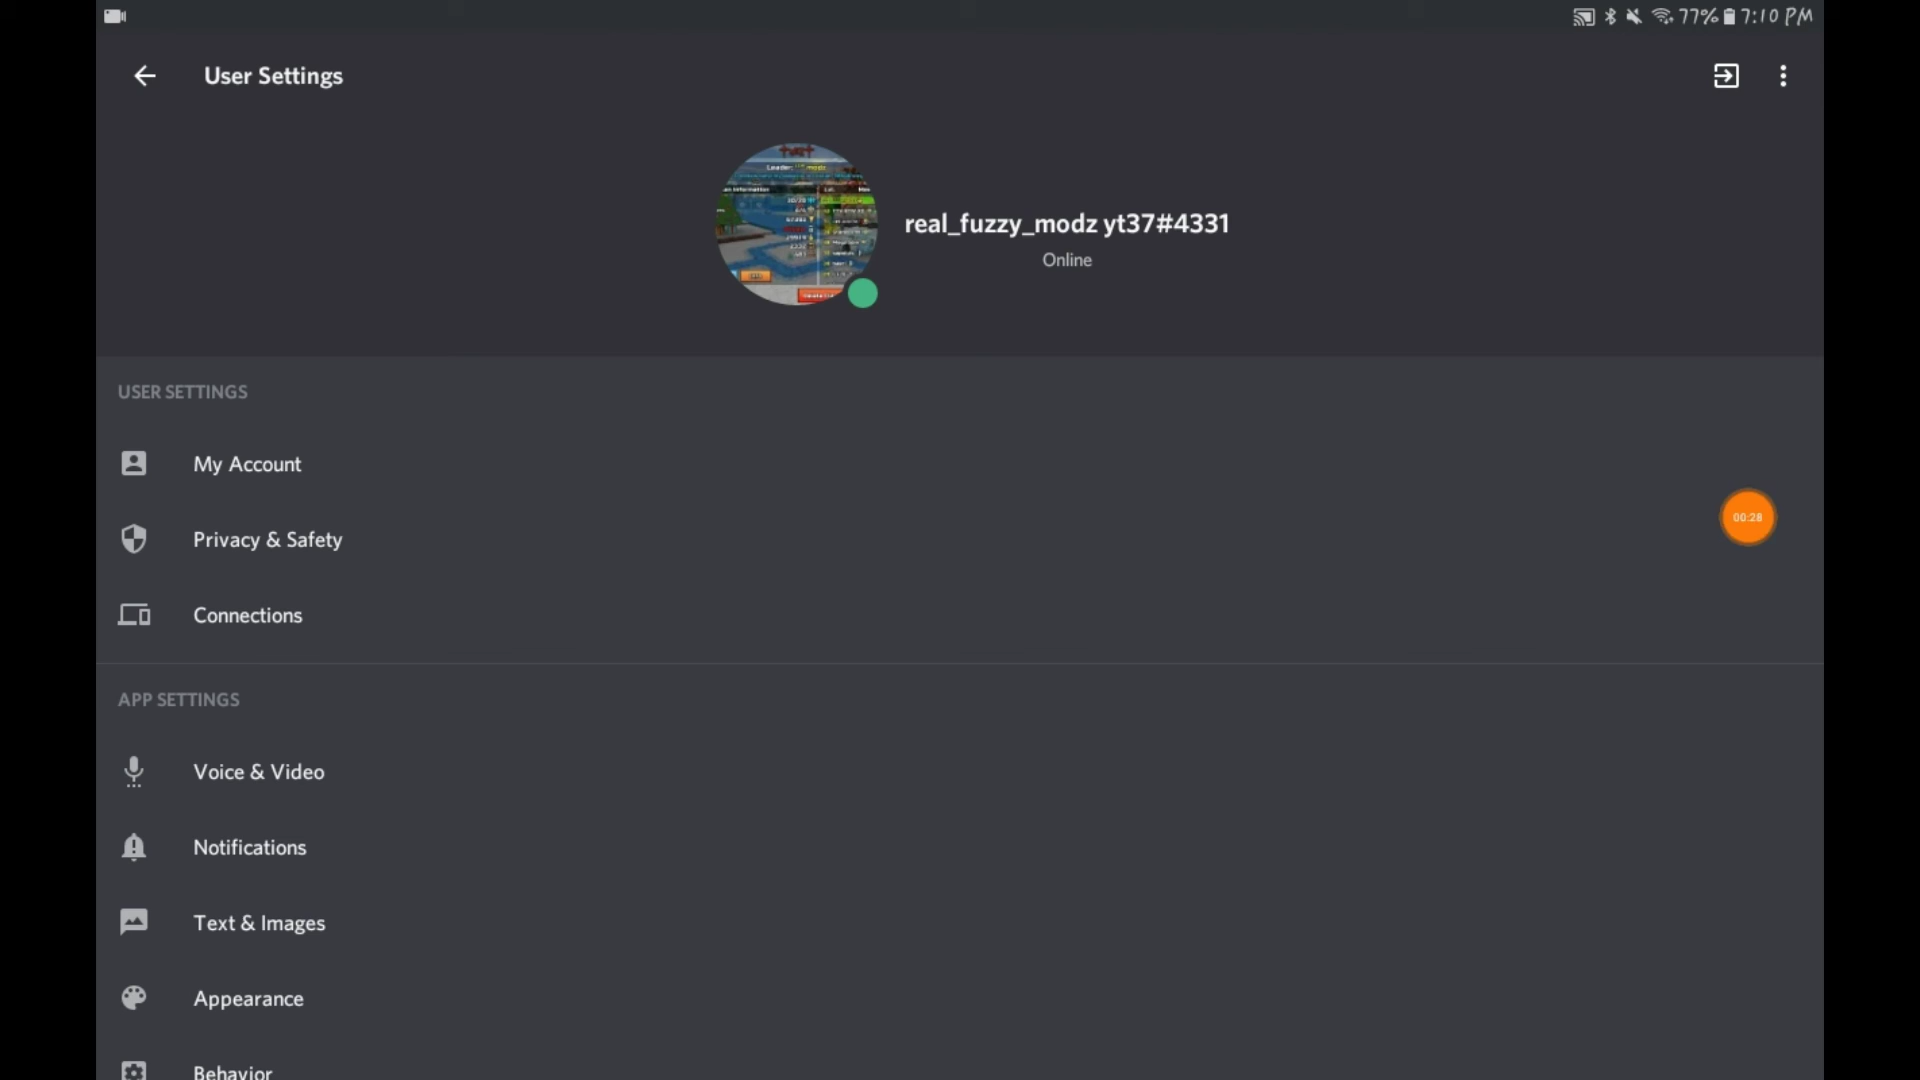 77% 7:10 PM
User Settings
real_fuzzy_modz yt37#4331
Online
USER SETTINGS
My Account
Privacy & Safety
00:28
Connections
APP SETTINGS
Voice & Video
Notifications
Text & Images
Appearance
Behavior